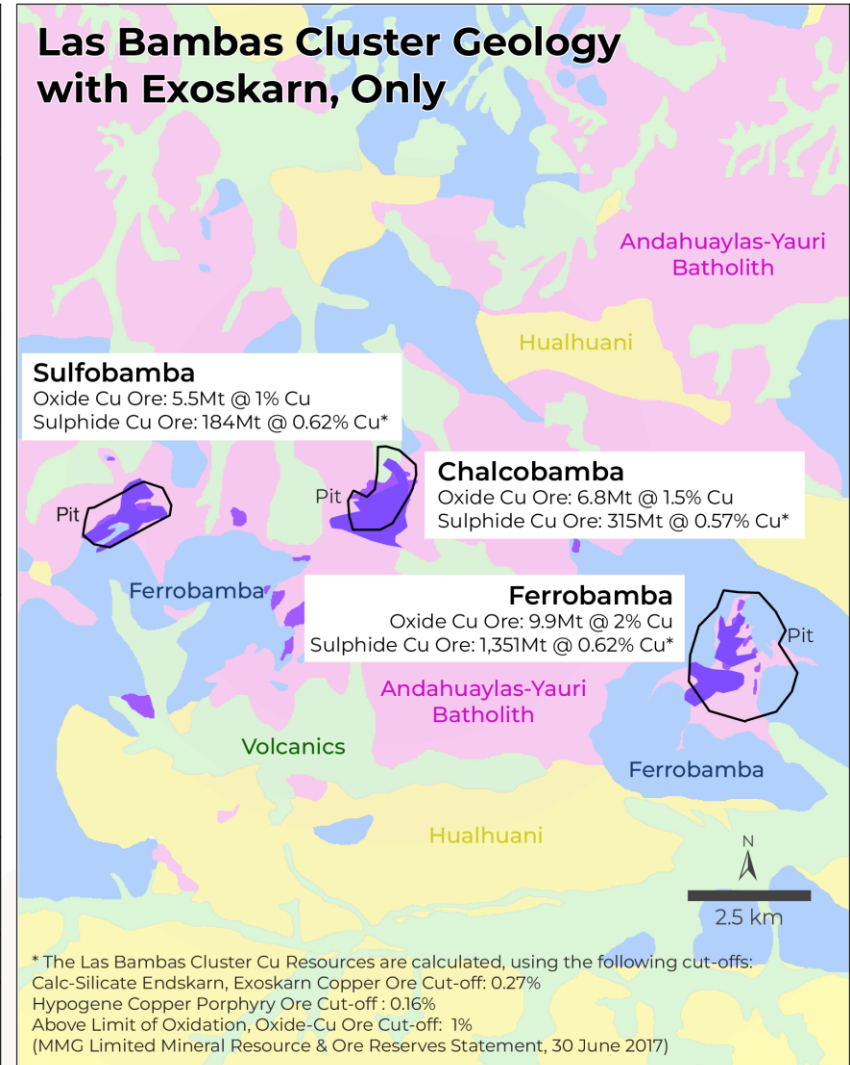 Las Bambas Cluster Geology
with Exoskarn, Only
Andahuaylas-Yauri
Batholith
Hualhuani
Sulfobamba
Oxide Cu Ore: 5.5Mt @ 1% Cu
Sulphide Cu Ore: 184Mt @ 0.62% Cu*
Chalcobamba
Oxide Cu Ore: 6.8Mt @ 1.5% Cu
Sulphide Cu Ore: 315Mt @ 0.57% Cu*
Pit
Pit
Ferrobamba
Ferrobamba
Oxide Cu Ore: 9.9Mt @ 2% Cu
Sulphide Cu Ore: 1,351Mt @ 0.62% Cu*
Pit
Andahuaylas-Yauri
Batholith
Volcanics
Ferrobamba
Hualhuani
N
2.5 km
* The Las Bambas Cluster Cu Resources are calculated, using the following cut-offs:
Calc-Silicate Endskarn, Exoskarn Copper Ore Cut-off: 0.27%
Hypogene Copper Porphyry Ore Cut-off : 0.16%
Above Limit of Oxidation, Oxide-Cu Ore Cut-off: 1%
(MMG Limited Mineral Resource & Ore Reserves Statement, 30 June 2017)